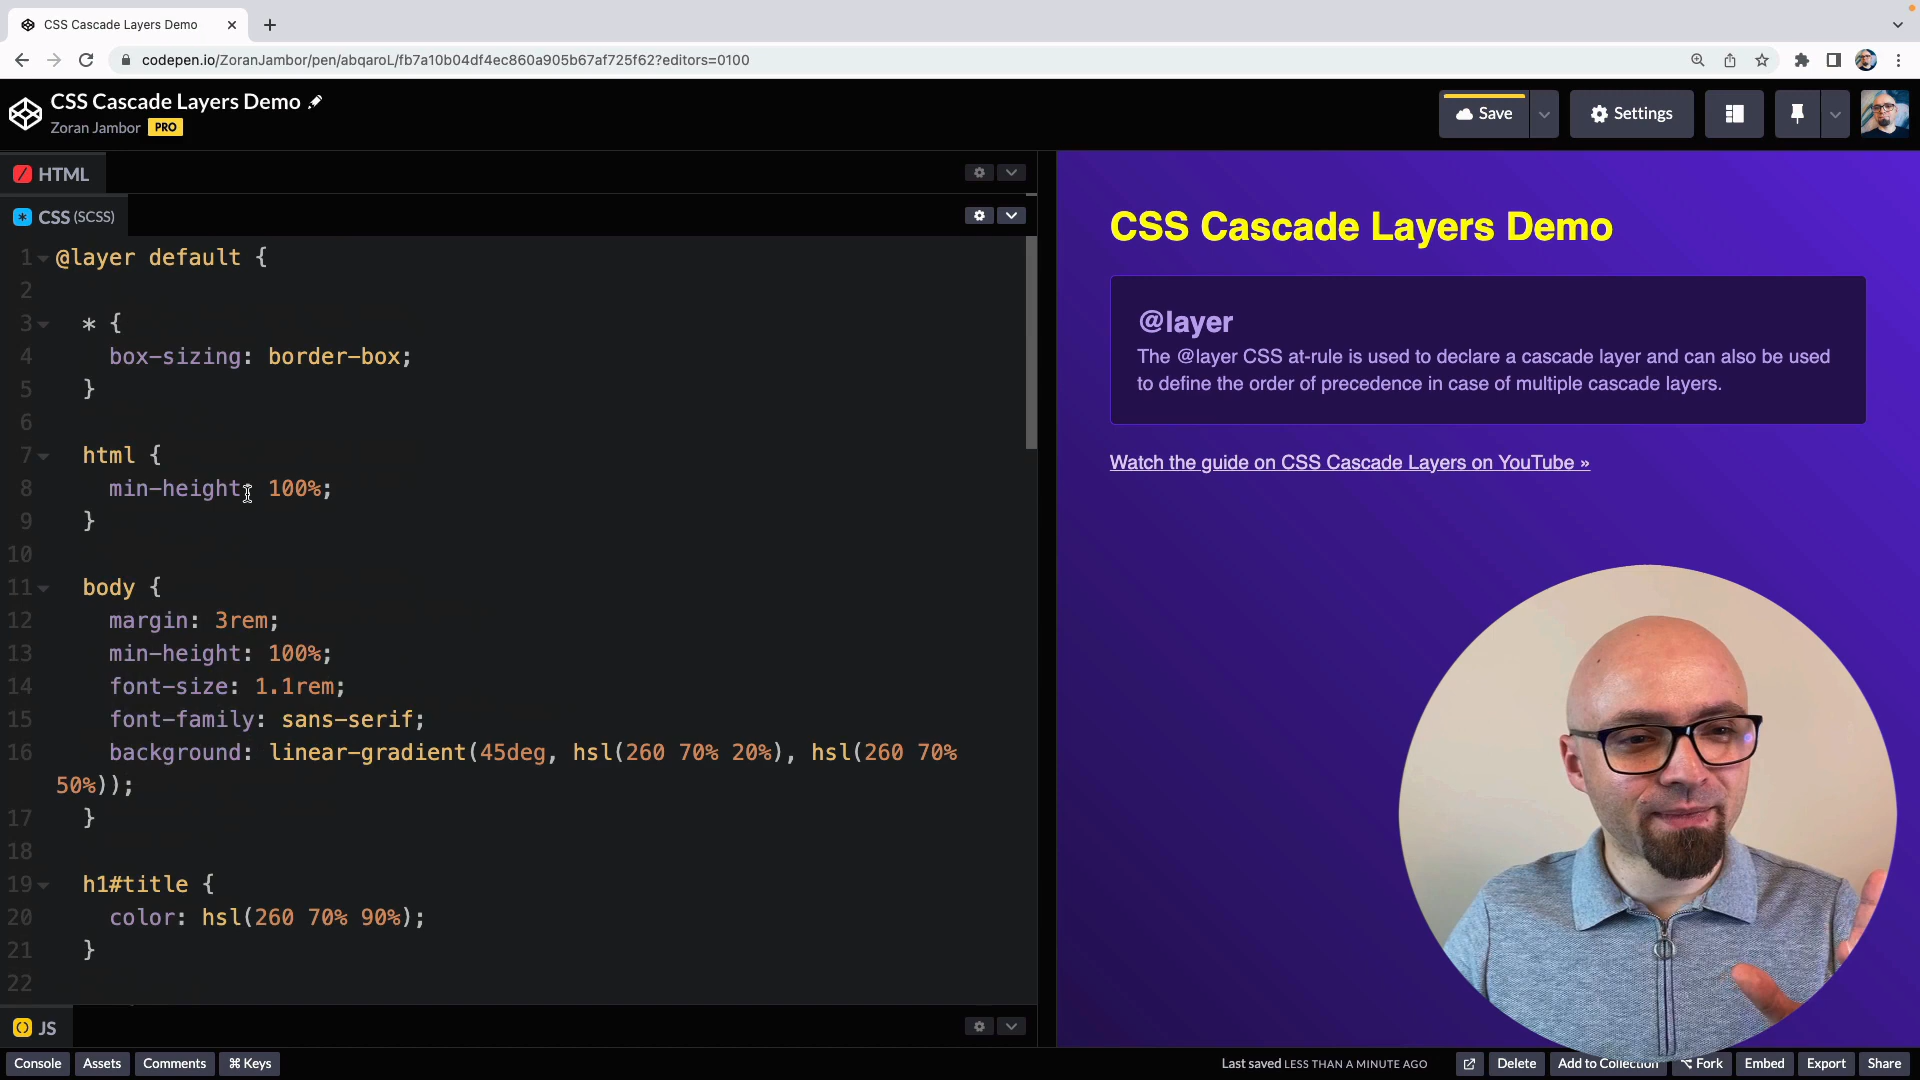 CSS Cascade Layers Demo
codepen.io/ZoranJambor/pen/abqaroL/fb7a10b04df4ec860a905b67af725f62?editors=0100
CSS Cascade Layers Demo
Zoran Jambor PRO
Save
Settings
HTML
CSS (SCSS)
1 @layer default {
2
3 * {
4 box-sizing: border-box;
5 }
6
7 html {
8 min-height: 100%;
9 }
10
11 body {
12 margin: 3rem;
13 min-height: 100%;
14 font-size: 1.1rem;
15 font-family: sans-serif;
16 background: linear-gradient(45deg, hsl(260 70% 20%), hsl(260 70%
50%));
17 }
18
19 h1#title {
20 color: hsl(260 70% 90%);
21 }
22
JS
CSS Cascade Layers Demo
@layer
The @layer CSS at-rule is used to declare a cascade layer and can also be used
to define the order of precedence in case of multiple cascade layers.
Watch the guide on CSS Cascade Layers on YouTube »
Console Assets Comments ⌘ Keys
Last saved LESS THAN A MINUTE AGO Delete Add to Collection Fork Embed Export Share